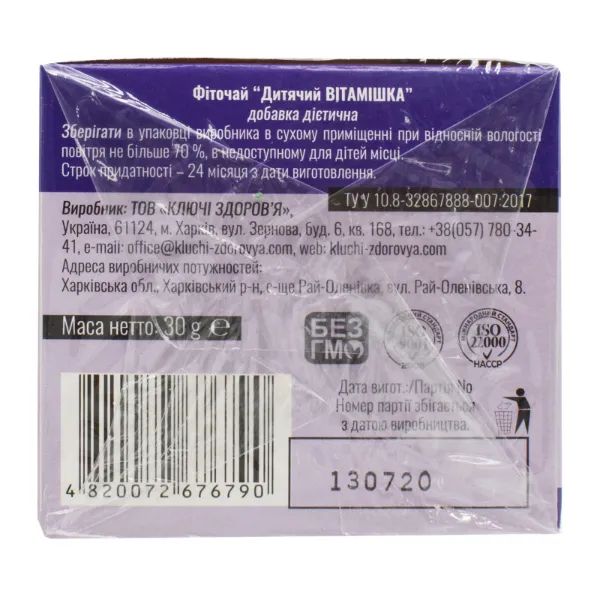 Фіточай “Дитячий ВІТАМІШКА”
добавка дієтична
Зберігати в упаковці виробника в сухому приміщенні при відносній вологості
повітря не більше 70 %, в недоступному для дітей місці.
Строк придатності – 24 місяця з дати виготовлення.
ТУ У 10.8-32867888-007:2017
Виробник: ТОВ «КЛЮЧІ ЗДОРОВ’Я»,
Україна, 61124, м. Харків, вул. Зернова, буд. 6, кв. 168, тел.: +38(057) 780-34-
41, e-mail: office@kluchi-zdorovya.com, web: kluchi-zdorovya.com
Адреса виробничих потужностей:
Харківська обл., Харківський р-н, с-ще Рай-Оленівка, вул. Рай-Оленівська, 8.
Маса нетто: 30 g ℮
БЕЗ
ГМО
ISO
9001
МІЖНАРОДНИЙ СТАНДАРТ
ISO
22000
HACCP
Дата вигот.:/Партія No
Номер партії збігається
з датою виробництва.
130720
4 820072 676790